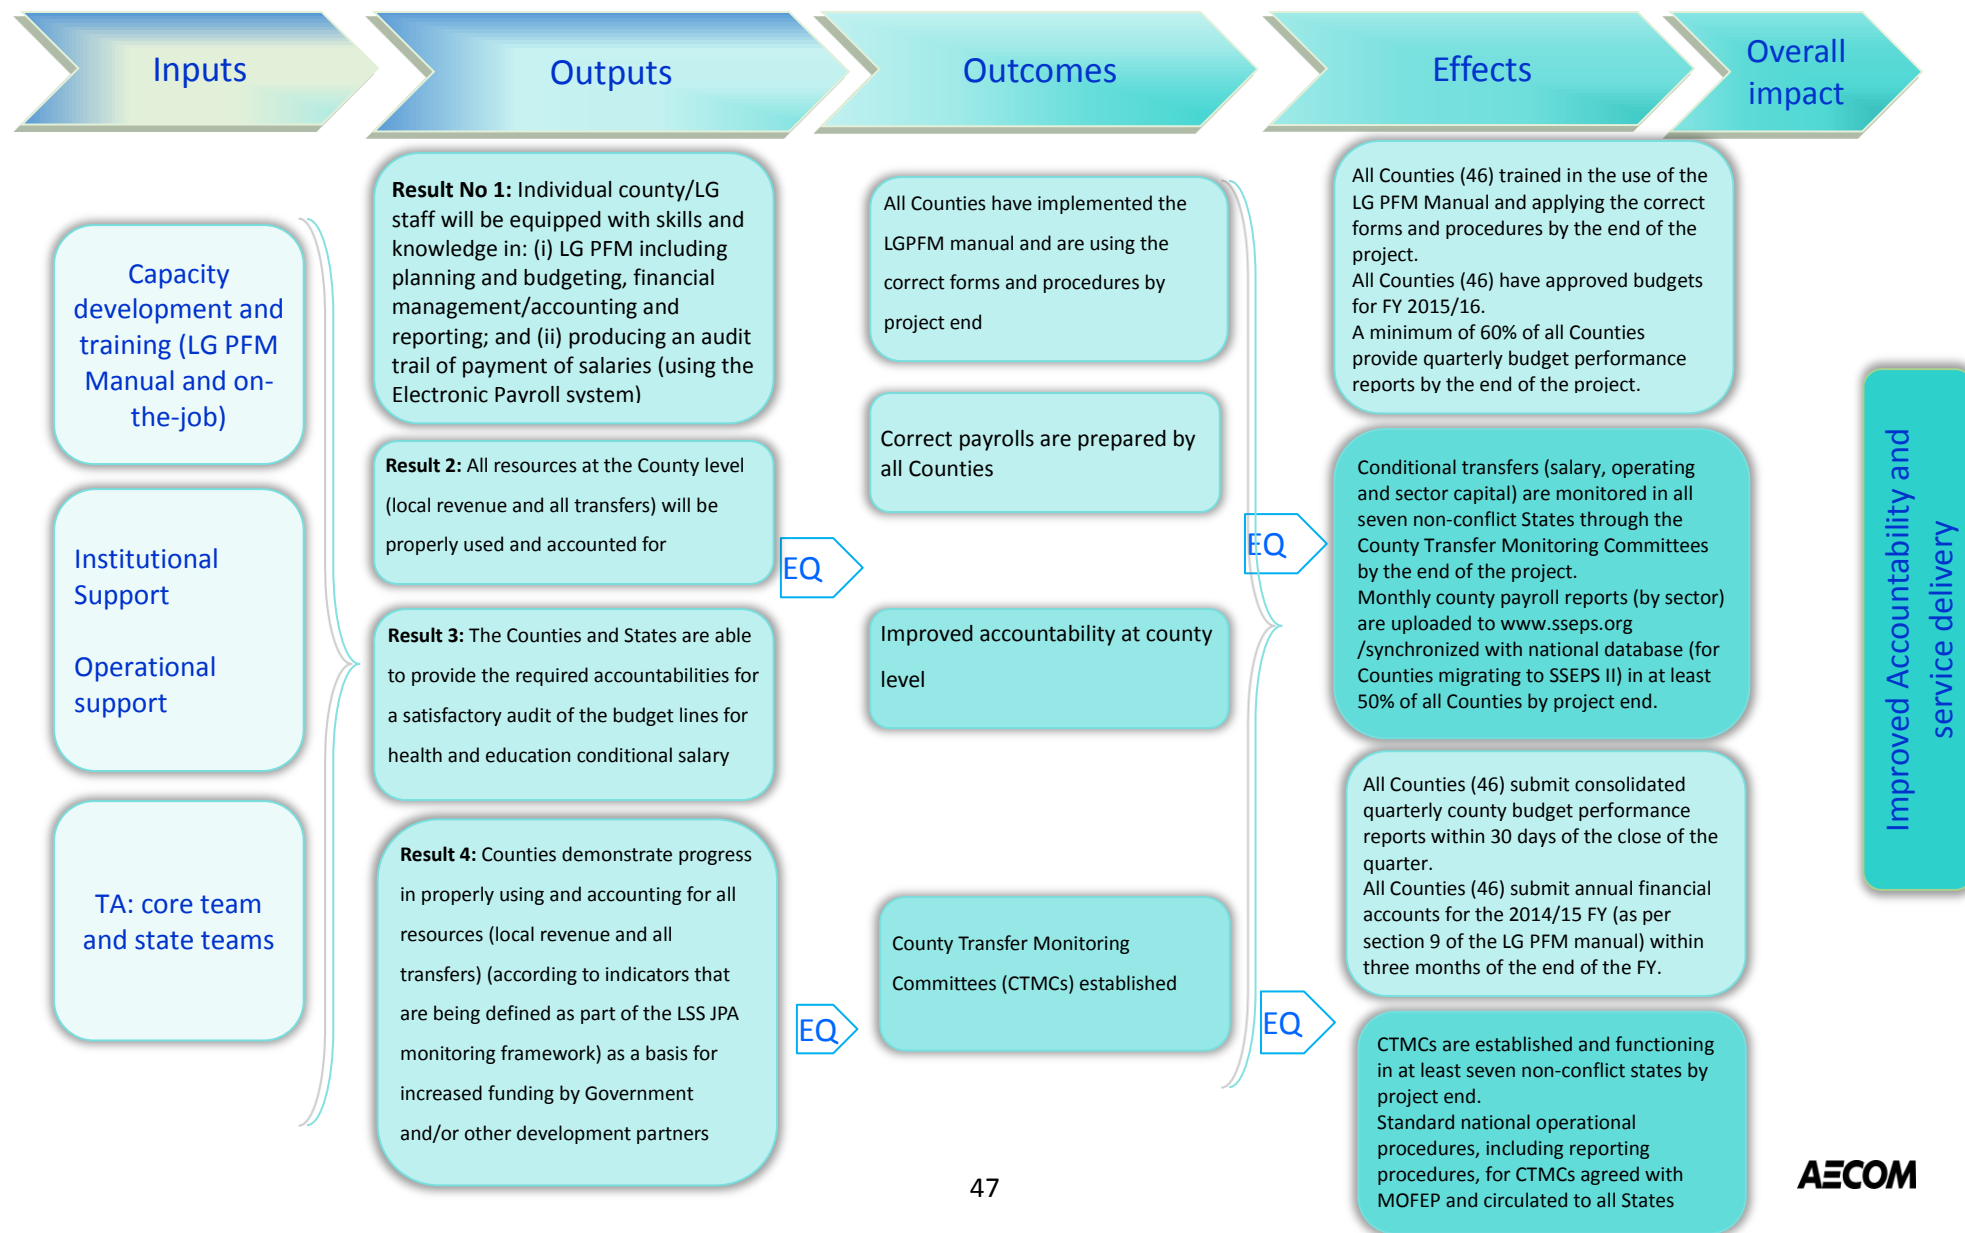 Inputs
Outputs
Outcomes
Effects
Overall
impact
Capacity
development and
training (LG PFM
Manual and on-
the-job)
Institutional
Support
Operational
support
TA: core team
and state teams
Result No 1: Individual county/LG
staff will be equipped with skills and
knowledge in: (i) LG PFM including
planning and budgeting, financial
management/accounting and
reporting; and (ii) producing an audit
trail of payment of salaries (using the
Electronic Payroll system)
Result 2: All resources at the County level
(local revenue and all transfers) will be
properly used and accounted for
Result 3: The Counties and States are able
to provide the required accountabilities for
a satisfactory audit of the budget lines for
health and education conditional salary
Result 4: Counties demonstrate progress
in properly using and accounting for all
resources (local revenue and all
transfers) (according to indicators that
are being defined as part of the LSS JPA
monitoring framework) as a basis for
increased funding by Government
and/or other development partners
EQ
EQ
All Counties have implemented the
LGPFM manual and are using the
correct forms and procedures by
project end
Correct payrolls are prepared by
all Counties
Improved accountability at county
level
County Transfer Monitoring
Committees (CTMCs) established
EQ
EQ
All Counties (46) trained in the use of the
LG PFM Manual and applying the correct
forms and procedures by the end of the
project.
All Counties (46) have approved budgets
for FY 2015/16.
A minimum of 60% of all Counties
provide quarterly budget performance
reports by the end of the project.
Conditional transfers (salary, operating
and sector capital) are monitored in all
seven non-conflict States through the
County Transfer Monitoring Committees
by the end of the project.
Monthly county payroll reports (by sector)
are uploaded to www.sseps.org
/synchronized with national database (for
Counties migrating to SSEPS II) in at least
50% of all Counties by project end.
All Counties (46) submit consolidated
quarterly county budget performance
reports within 30 days of the close of the
quarter.
All Counties (46) submit annual financial
accounts for the 2014/15 FY (as per
section 9 of the LG PFM manual) within
three months of the end of the FY.
CTMCs are established and functioning
in at least seven non-conflict states by
project end.
Standard national operational
procedures, including reporting
procedures, for CTMCs agreed with
MOFEP and circulated to all States
Improved Accountability and
service delivery
47
AECOM